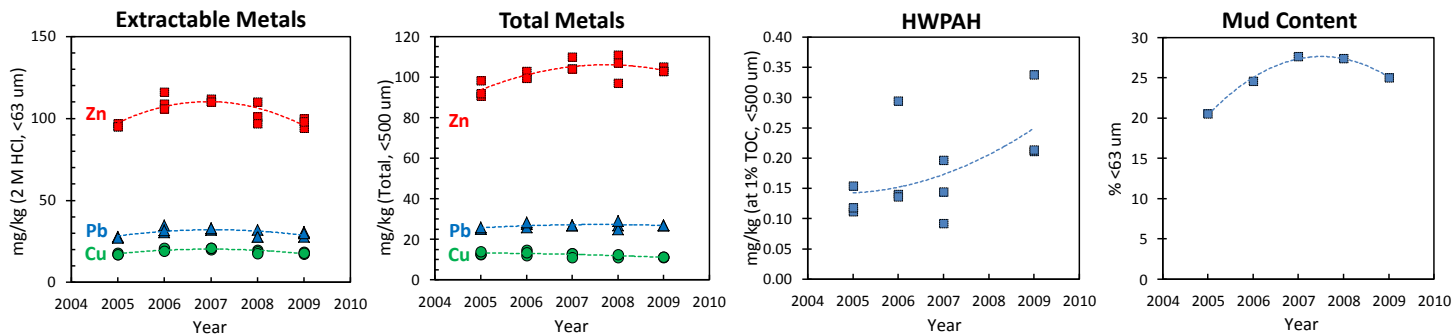 Extractable Metals
mg/kg (2 M HCl, <63 um)
150
100
50
0
Zn
Pb
Cu
2004 2005 2006 2007 2008 2009 2010
Year
Total Metals
mg/kg (Total, <500 um)
120
100
80
60
40
20
0
Zn
Pb
Cu
2004 2005 2006 2007 2008 2009 2010
Year
HWPAH
mg/kg (at 1% TOC, <500 um)
0.40
0.35
0.30
0.25
0.20
0.15
0.10
0.05
0.00
2004 2005 2006 2007 2008 2009 2010
Year
Mud Content
% <63 um
30
25
20
15
10
5
0
2004 2005 2006 2007 2008 2009 2010
Year